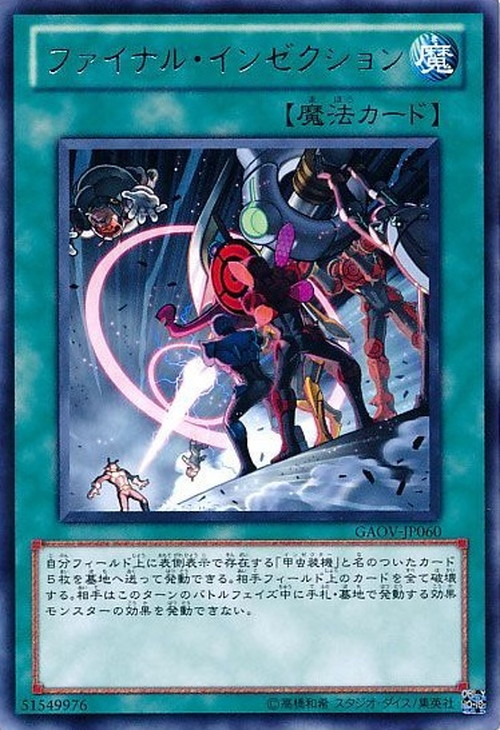 ファイナル・インゼクション
魔
【魔法カード】
GAOV-JP060
自分フィールド上に表側表示で存在する「甲虫装機」と名のついたカード
5枚を墓地へ送って発動できる。相手フィールド上のカードを全て破壊
する。相手はこのターンのバトルフェイズ中に手札・墓地で発動する効果
モンスターの効果を発動できない。
51549976
©高橋和希 スタジオ・ダイス/集英社